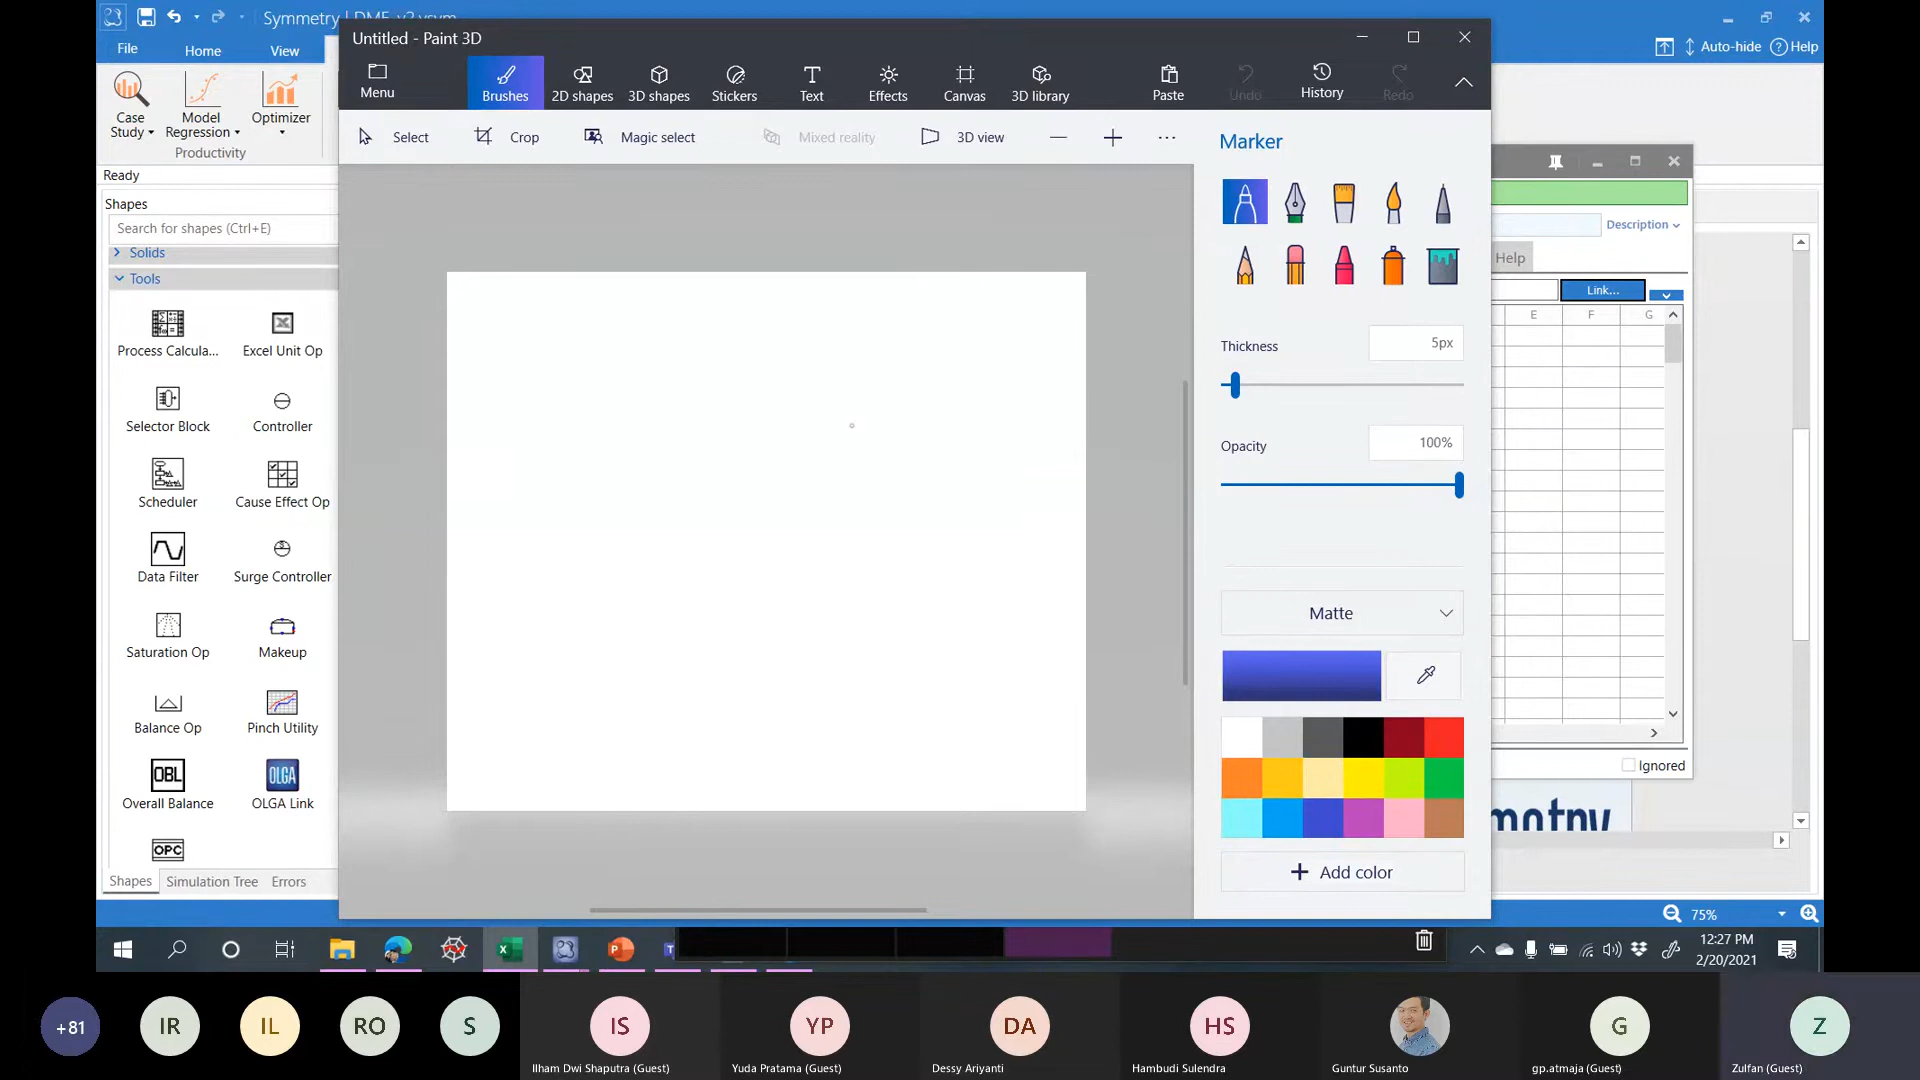 Symmetry | DME_v2.vsym
File
Home
View
Auto-hide
Help
Case Study
Model Regression
Optimizer
Productivity
Ready
Shapes
Search for shapes (Ctrl+E)
Solids
Tools
Process Calcula...
Excel Unit Op
Selector Block
Controller
Scheduler
Cause Effect Op
Data Filter
Surge Controller
Saturation Op
Makeup
Balance Op
Pinch Utility
OBL
OLGA
Overall Balance
OLGA Link
OPC
Shapes
Simulation Tree
Errors
Untitled - Paint 3D
Menu
Brushes
2D shapes
3D shapes
Stickers
Text
Effects
Canvas
3D library
Paste
Undo
History
Redo
Select
Crop
Magic select
Mixed reality
3D view
Marker
Thickness
5px
Opacity
100%
Matte
Add color
Description
Help
Link...
E F G
Ignored
75%
12:27 PM
2/20/2021
+81
IR
IL
RO
S
IS
YP
DA
HS
G
Z
Ilham Dwi Shaputra (Guest)
Yuda Pratama (Guest)
Dessy Ariyanti
Hambudi Sulendra
Guntur Susanto
gp.atmaja (Guest)
Zulfan (Guest)